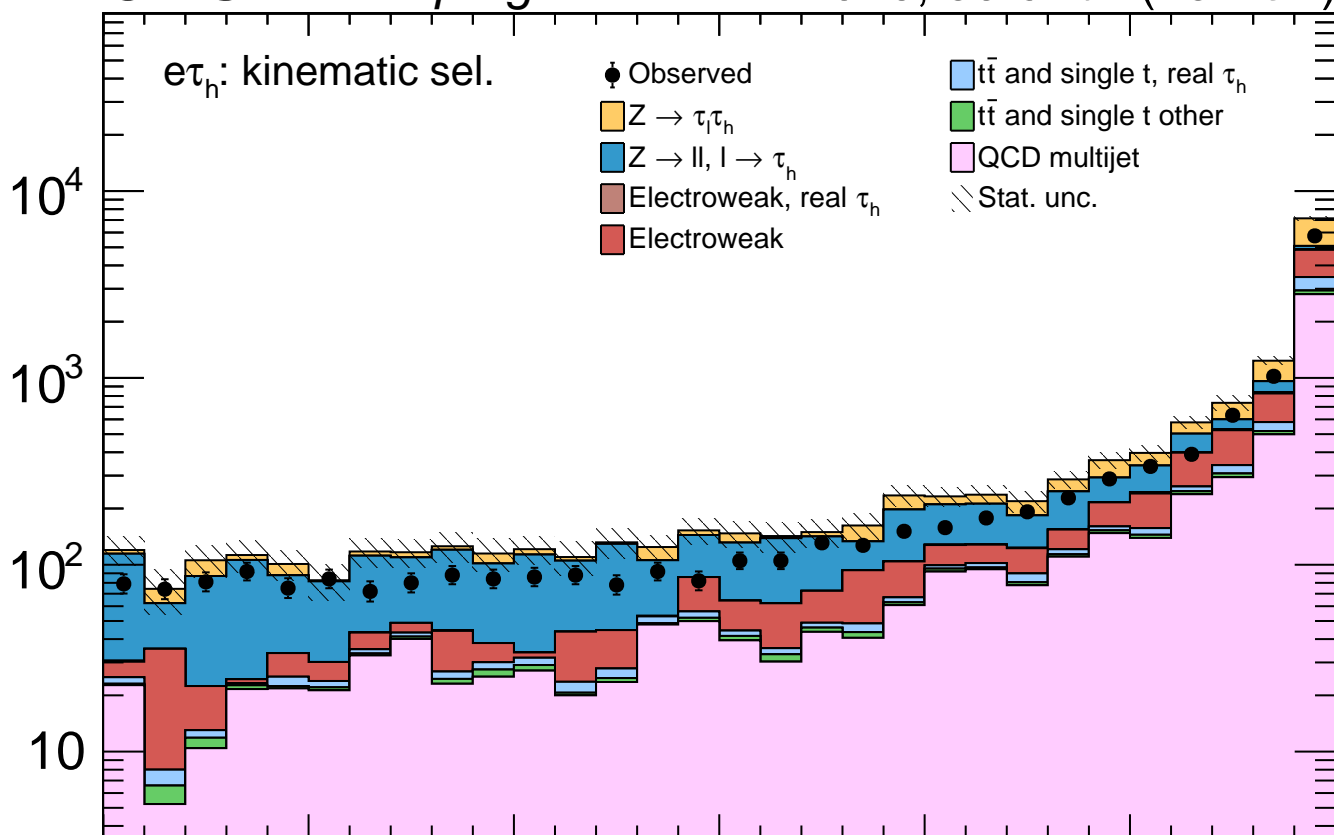 eτh: kinematic sel.
Observed
Z → τlτh
Z → ll, l → τh
Electroweak, real τh
Electroweak
tt̄ and single t, real τh
tt̄ and single t other
QCD multijet
Stat. unc.
10^4
10^3
10^2
10